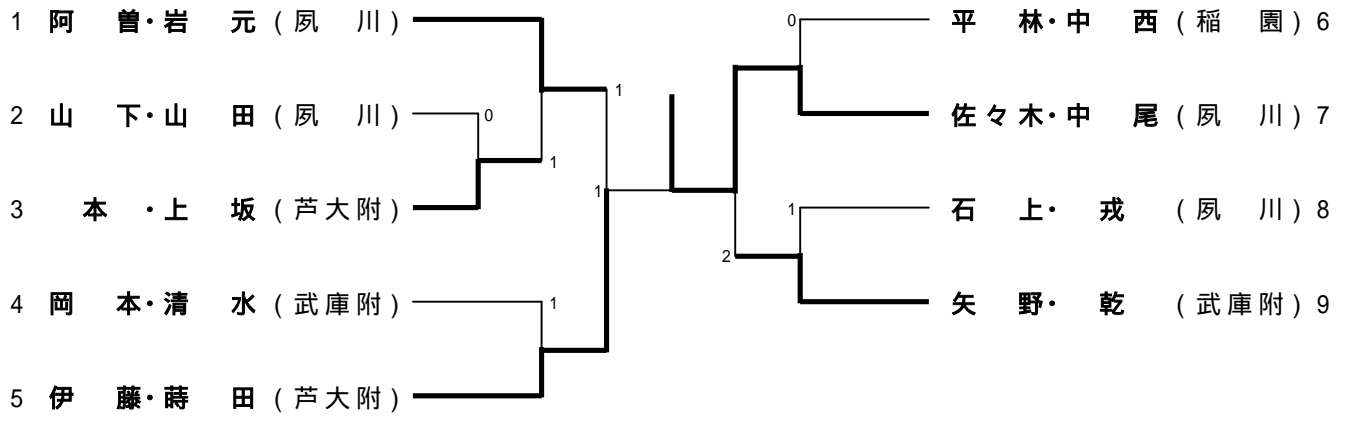 1 阿 曽・岩 元 (夙 川)
2 山 下・山 田 (夙 川)
3 本 ・上 坂 (芦大附)
4 岡 本・清 水 (武庫附)
5 伊 藤・蒔 田 (芦大附)
1
0
1
1
1
0
1
2
平 林・中 西 (稲 園) 6
佐々木・中 尾 (夙 川) 7
石 上・ 戎 (夙 川) 8
矢 野・ 乾 (武庫附) 9